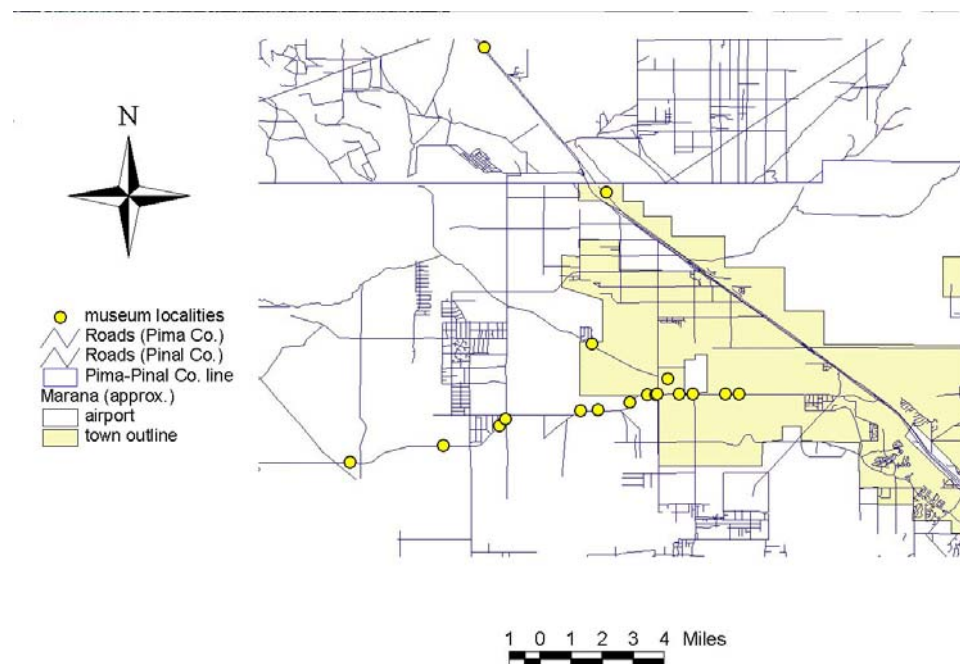 N
museum localities
Roads (Pima Co.)
Roads (Pinal Co.)
Pima-Pinal Co. line
Marana (approx.)
airport
town outline
1 0 1 2 3 4 Miles